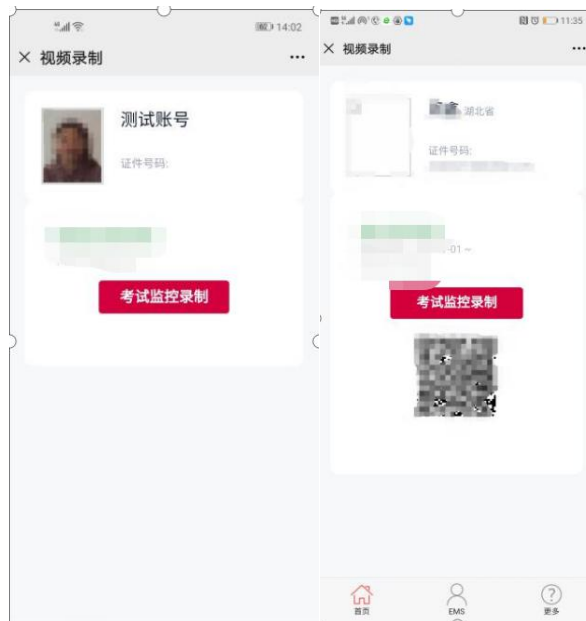 14:02
视频录制
测试账号
证件号码:
考试监控录制
11:35
视频录制
湖北省
证件号码:
-01 ~
考试监控录制
首页
EMS
更多